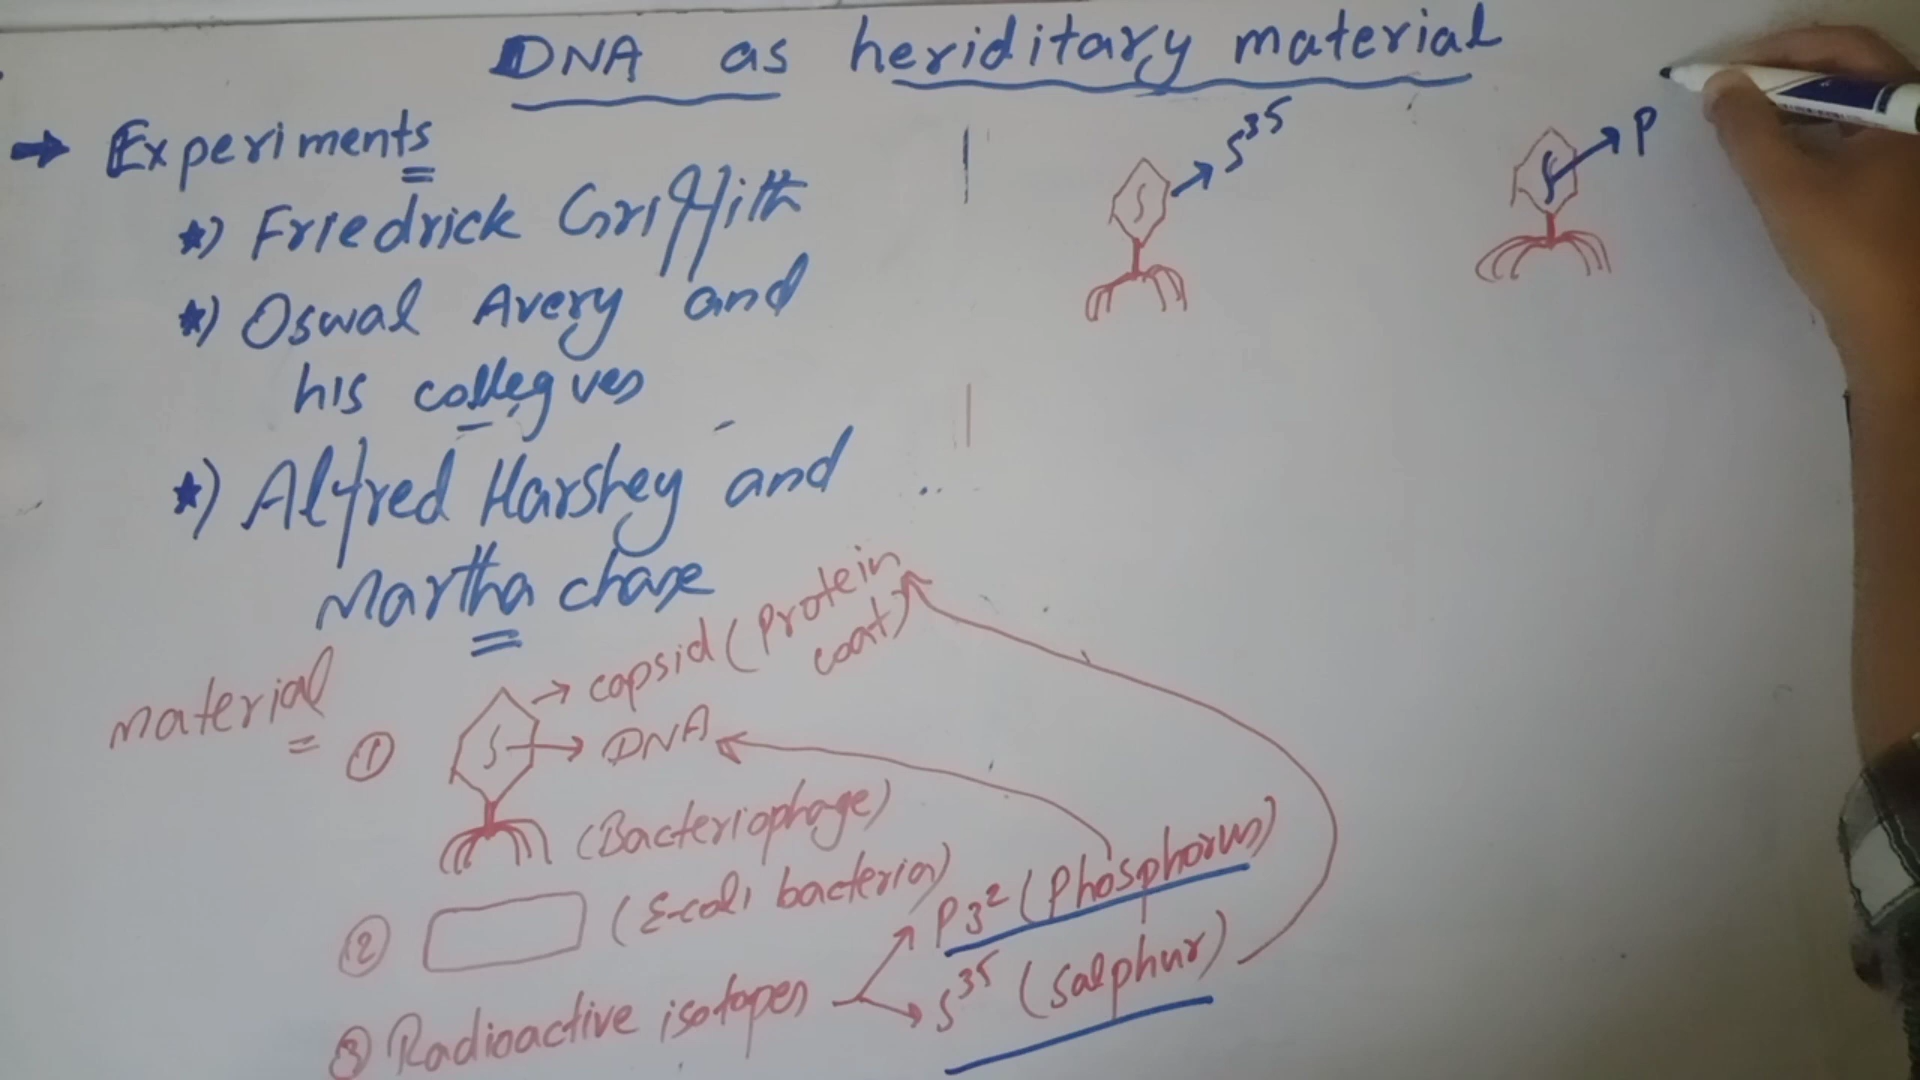 DNA as heriditary material
→ Experiments
*) Friedrick Griffith
*) Oswal Avery and
his collegues
*) Alfred Harshey and
Martha chase
material
① → capsid (protein
coat)
S → DNA
(Bacteriophage)
② (E-coli bacteria)
③ Radioactive isotopes
P32 (Phosphorus)
S35 (Salphur)
S → S35
→ P